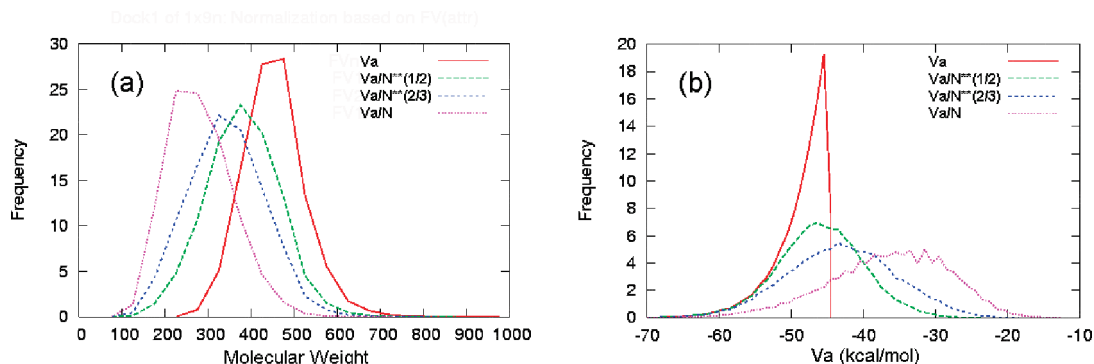 Dock1 of 1x8n: Normalization based on FV(ahr)
(a)
Va
Va/N**(1/2)
Va/N**(2/3)
Va/N
Frequency
30
25
20
15
10
5
0
0 100 200 300 400 500 600 700 800 900 1000
Molecular Weight
(b)
Va
Va/N**(1/2)
Va/N**(2/3)
Va/N
Frequency
20
18
16
14
12
10
8
6
4
2
0
-70 -60 -50 -40 -30 -20 -10
Va (kcal/mol)